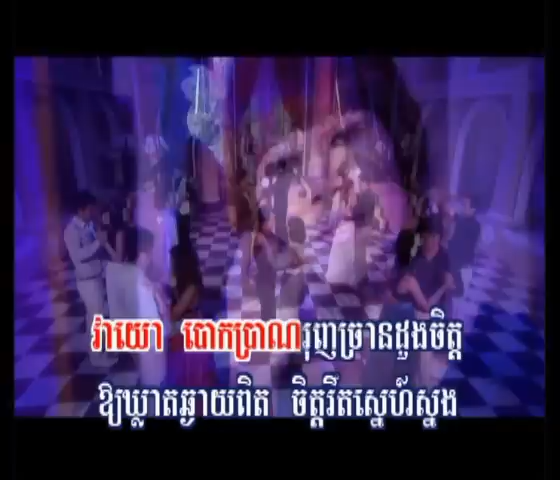 វាយោ បោកប្រាណរុញច្រានដួងចិត្ត
ឱ្យឃ្លាតឆ្ងាយពិត ចិត្តរឹតស្នេហ៍ស្នង